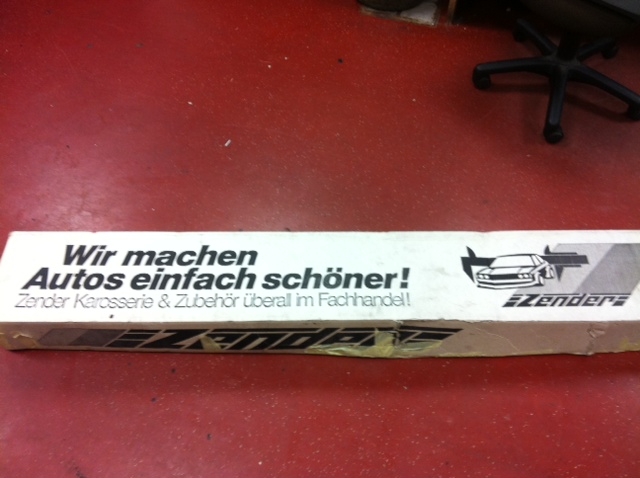 Wir machen
Autos einfach schöner!
Zender Karosserie & Zubehör überall im Fachhandel!
Zender
Zender